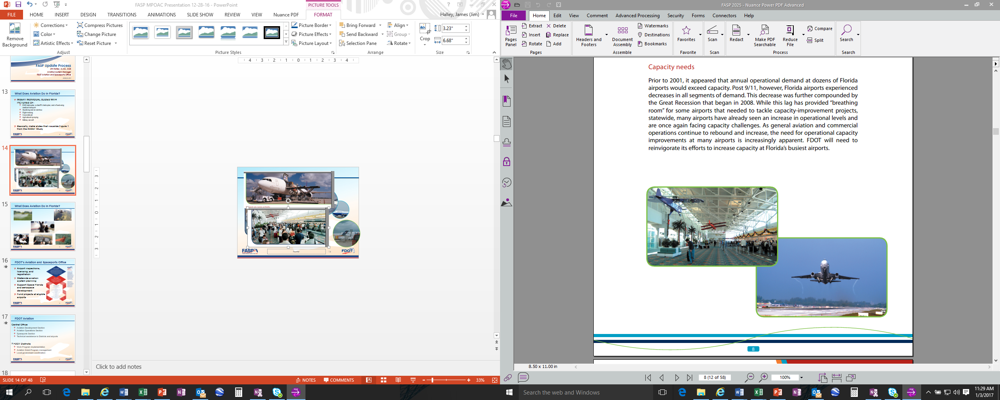 FASP MPOAC Presentation 12-28-16 - PowerPoint
PICTURE TOOLS
FILE
HOME
INSERT
DESIGN
TRANSITIONS
ANIMATIONS
SLIDE SHOW
REVIEW
VIEW
Nuance PDF
FORMAT
Halley, James (Jim)
Remove Background
Corrections
Color
Artistic Effects
Compress Pictures
Change Picture
Reset Picture
Adjust
Picture Styles
Picture Border
Picture Effects
Picture Layout
Bring Forward
Send Backward
Selection Pane
Align
Group
Rotate
Arrange
Crop
3.23"
6.68"
Size
FASP Update Process
Jim Halley, A.A.E., ACE
Aviation System Manager
FDOT Aviation and Spaceports Office
13
What Does Aviation Do in Florida?
INSERT INDIVIDUAL SLIDES WITH
PICTURES OF:
EMS helicopter, a sheriff's helicopter, and a fixed-wing
medical transport
Skydiving and an airshow
Flight training
Corporate jet
Agricultural spraying
Military aircraft
Basically, make slides that visualize Figure 1
from the ASSET Study
14
15
What Does Aviation Do in Florida?
16
FDOT's Aviation and Spaceports Office
Airport inspections,
licensing, and
registration
Statewide aviation
system planning
Support Space Florida
and aerospace
development
Fund projects at eligible
airports
17
FDOT Aviation
Central Office
Aviation Development Section
Aviation Operations Section
Spaceports Section
Technical assistance to Districts and airports
7 FDOT Districts
Work Program implementation
Aviation Grant Program management
Local government coordination
18
4 3 2 1 0 1 2 3 4
3 2 1 0 1 2 3
FASP
Footer
14
FDOT
Click to add notes
SLIDE 14 OF 48
NOTES
COMMENTS
33%
FASP 2025 - Nuance Power PDF Advanced
File
Home
Edit
View
Comment
Advanced Processing
Security
Forms
Connectors
Help
Pages Panel
Extract
Insert
Rotate
Delete
Replace
Add
Pages
Headers and Footers
Document Assembly
Watermarks
Destinations
Bookmarks
Assemble
Favorites
Favorite
Scan
Scan
Redact
Make PDF Searchable
Reduce File
Compare
Split
Process
Search
Search
Capacity needs
Prior to 2001, it appeared that annual operational demand at dozens of Florida
airports would exceed capacity. Post 9/11, however, Florida airports experienced
decreases in all segments of demand. This decrease was further compounded by
the Great Recession that began in 2008. While this lag has provided “breathing
room” for some airports that needed to tackle capacity-improvement projects,
statewide, many airports have already seen an increase in operational levels and
are once again facing capacity challenges. As general aviation and commercial
operations continue to rebound and increase, the need for operational capacity
improvements at many airports is increasingly apparent. FDOT will need to
reinvigorate its efforts to increase capacity at Florida’s busiest airports.
8
8.50 x 11.00 in
8 (12 of 58)
100%
Search the web and Windows
11:29 AM
1/3/2017